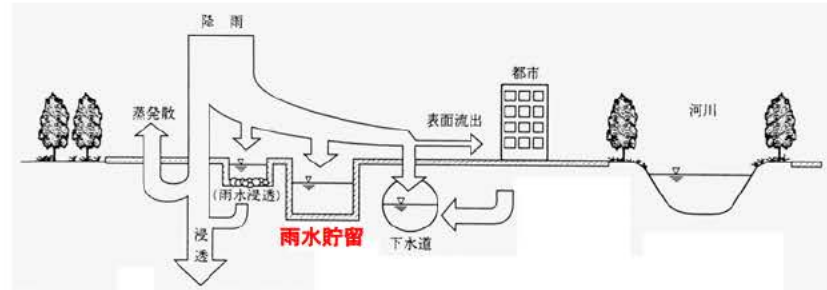 降 雨
都市
蒸発散
表面流出
河川
(雨水浸透)
雨水貯留
浸透
下水道